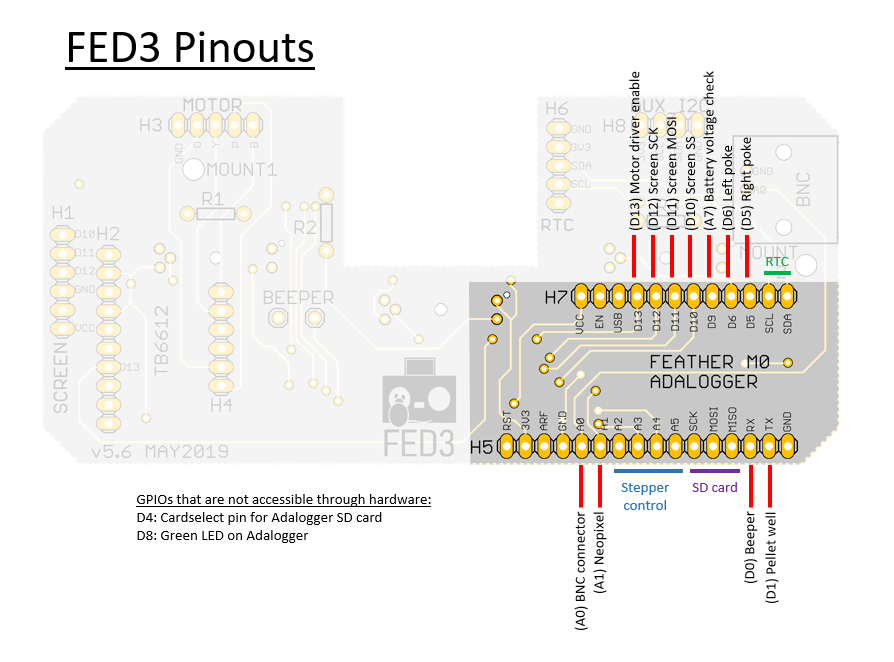 FED3 Pinouts
MOTOR
H3
GND
O
Y
P
B
MOUNT1
R1
R2
H1
D10
D11
D12
GND
VCC
SCREEN
H2
D13
TB6612
BEEPER
H4
v5.6 MAY2019
FED3
H6
GND
3V3
SDA
SCL
RTC
H8
AUX_I2C
GND
A0
BNC
MOUNT
(D13) Motor driver enable
(D12) Screen SCK
(D11) Screen MOSI
(D10) Screen SS
(A7) Battery voltage check
(D6) Left poke
(D5) Right poke
RTC
H7
VCC
EN
USB
D13
D12
D11
D10
D9
D6
D5
SCL
SDA
FEATHER M0
ADALOGGER
H5
RST
3V3
ARF
GND
A0
A1
A2
A3
A4
A5
SCK
MOSI
MISO
RX
TX
GND
Stepper
control
SD card
(A0) BNC connector
(A1) Neopixel
(D0) Beeper
(D1) Pellet well
GPIOs that are not accessible through hardware:
D4: Cardselect pin for Adalogger SD card
D8: Green LED on Adalogger